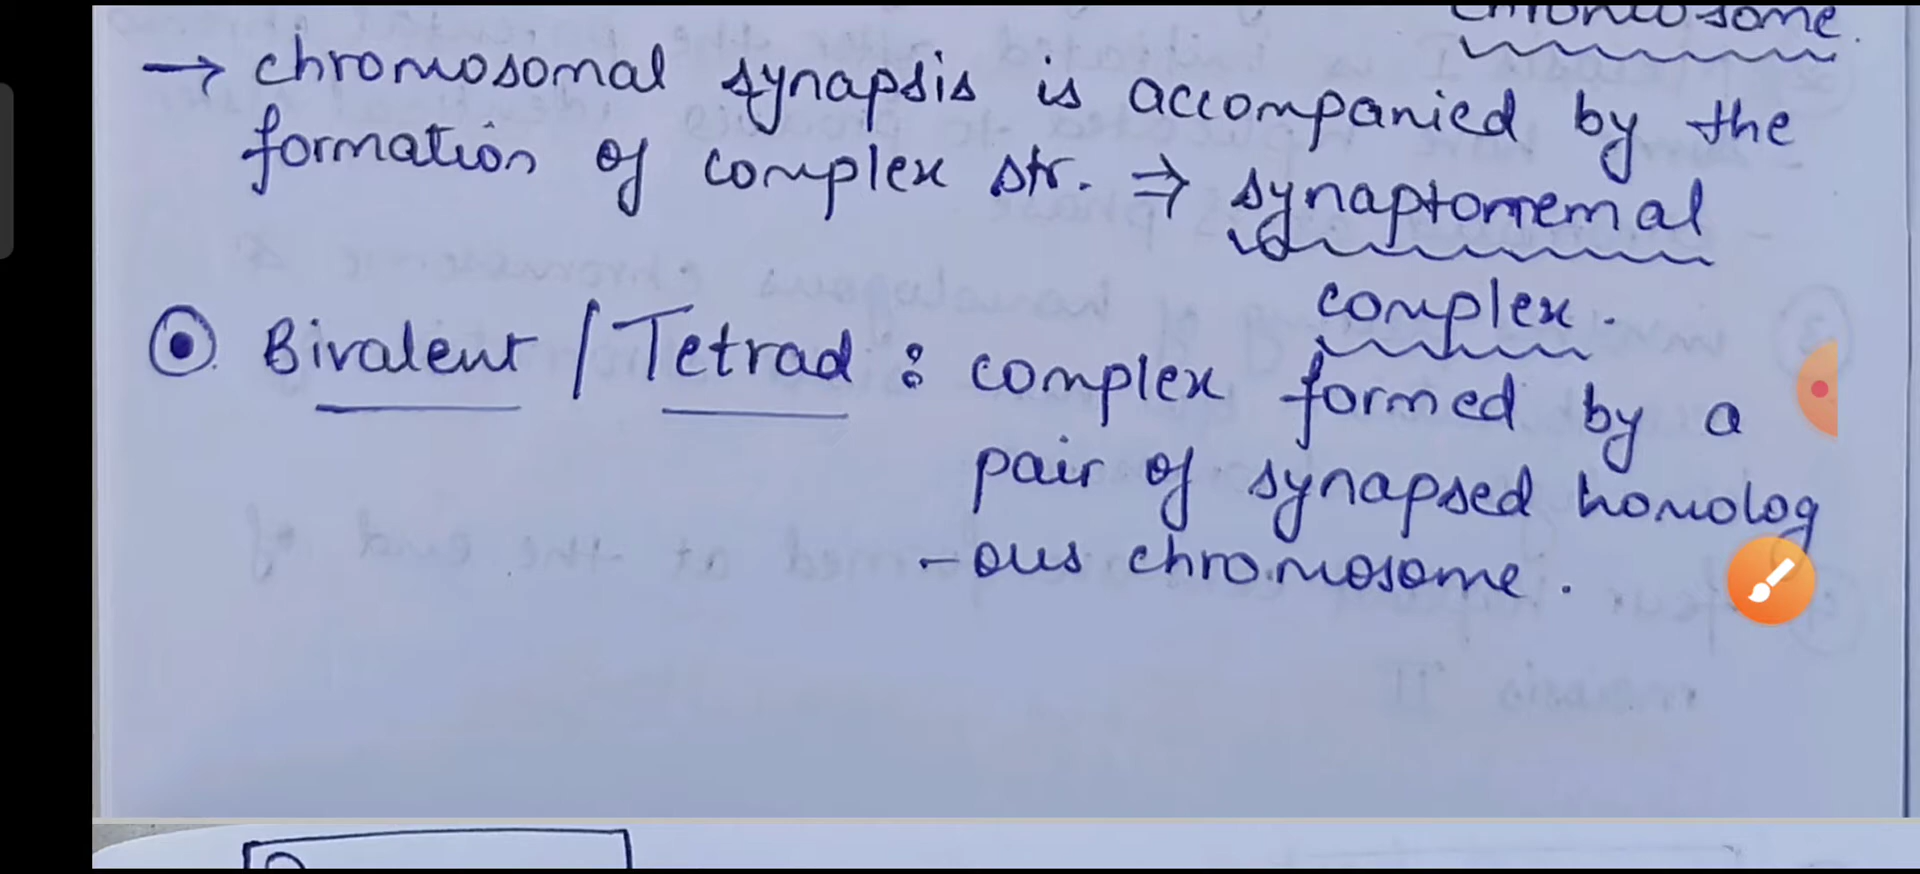 chromosome.
→ chromosomal synapsis is accompanied by the
formation of complex str. ⇒ synaptonemal
complex.
Bivalent / Tetrad : complex formed by a
pair of synapsed homolog
-ous chromosome.